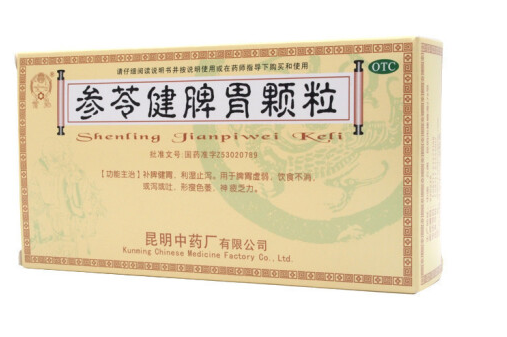 请仔细阅读说明书并按说明使用或在药师指导下购买和使用
OTC
参苓健脾胃颗粒
Shenling Jianpiwei Keli
批准文号:国药准字Z53020789
【功能主治】补脾健胃,利湿止泻。用于脾胃虚弱,饮食不消,
或泻或吐,形瘦色萎,神疲乏力。
昆明中药厂有限公司
Kunming Chinese Medicine Factory Co., Ltd.